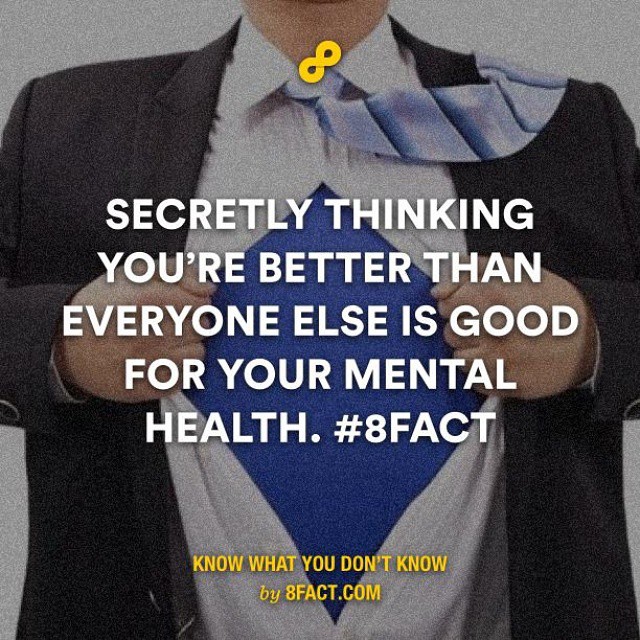 SECRETLY THINKING
YOU’RE BETTER THAN
EVERYONE ELSE IS GOOD
FOR YOUR MENTAL
HEALTH. #8FACT
KNOW WHAT YOU DON'T KNOW
by 8FACT.COM